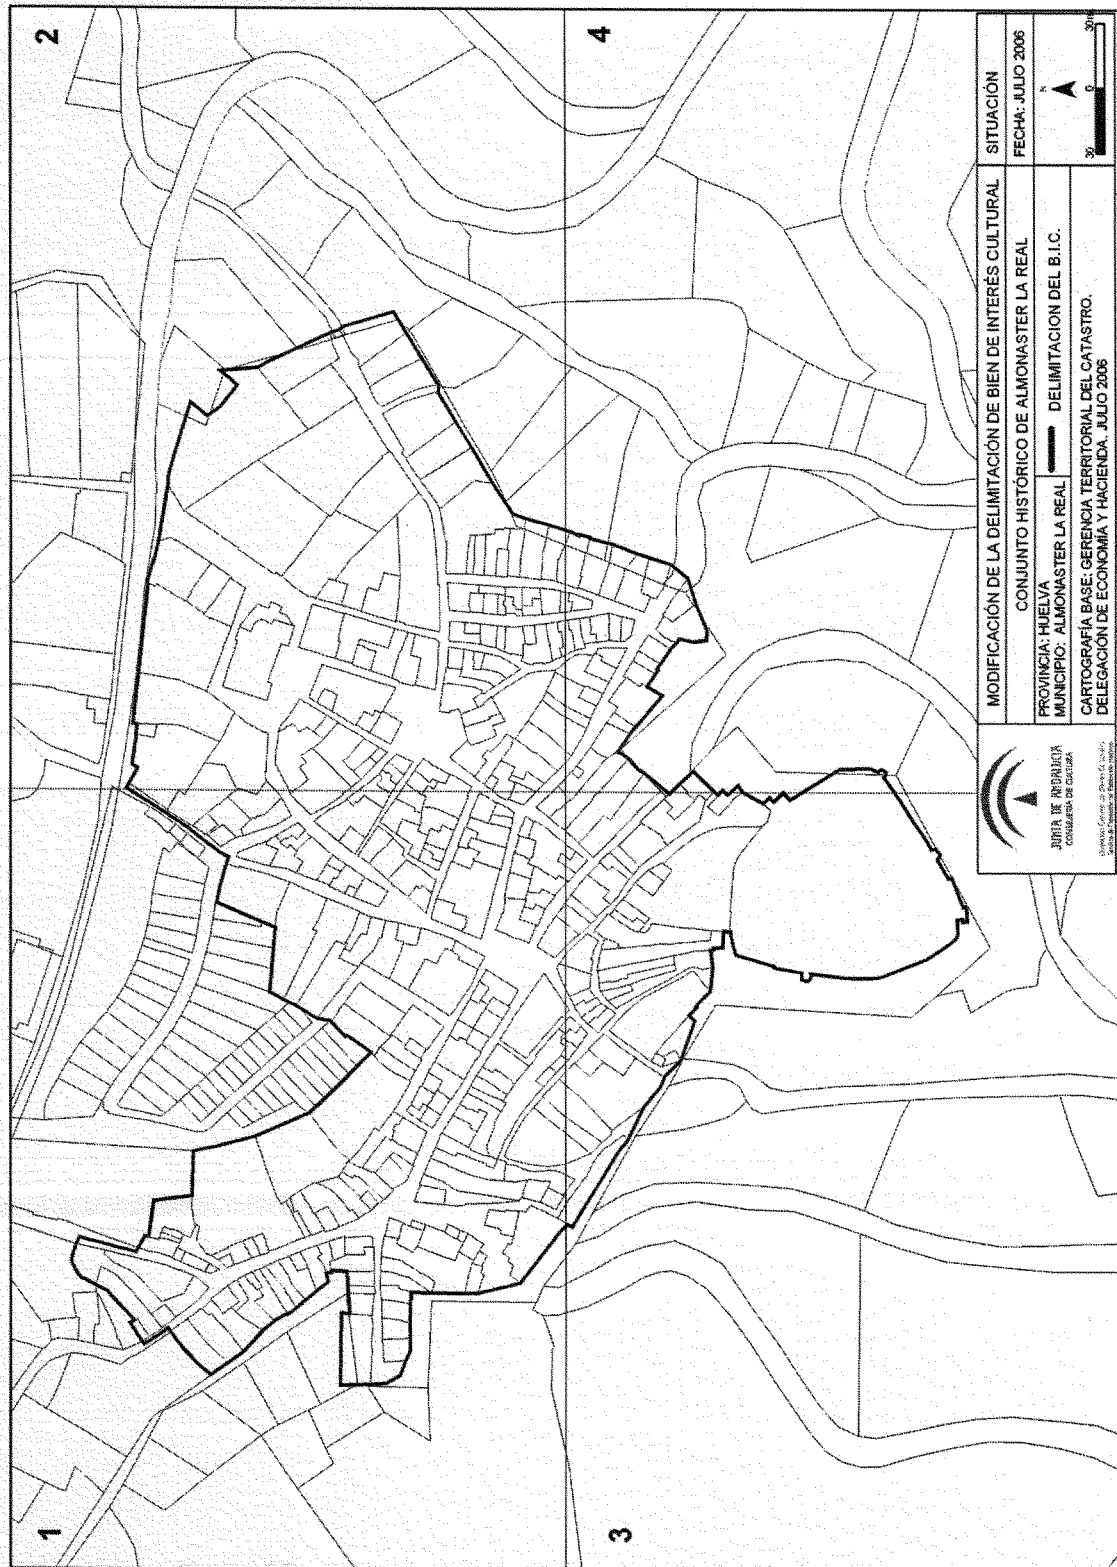 1
2
3
4
MODIFICACIÓN DE LA DELIMITACIÓN DE BIEN DE INTERÉS CULTURAL
SITUACIÓN
CONJUNTO HISTÓRICO DE ALMONASTER LA REAL
FECHA: JULIO 2006
PROVINCIA: HUELVA
MUNICIPIO: ALMONASTER LA REAL
DELIMITACION DEL B.I.C.
CARTOGRAFÍA BASE: GERENCIA TERRITORIAL DEL CATASTRO.
DELEGACIÓN DE ECONOMÍA Y HACIENDA. JULIO 2006
N
30 0 30m
JUNTA DE ANDALUCIA
CONSEJERÍA DE CULTURA